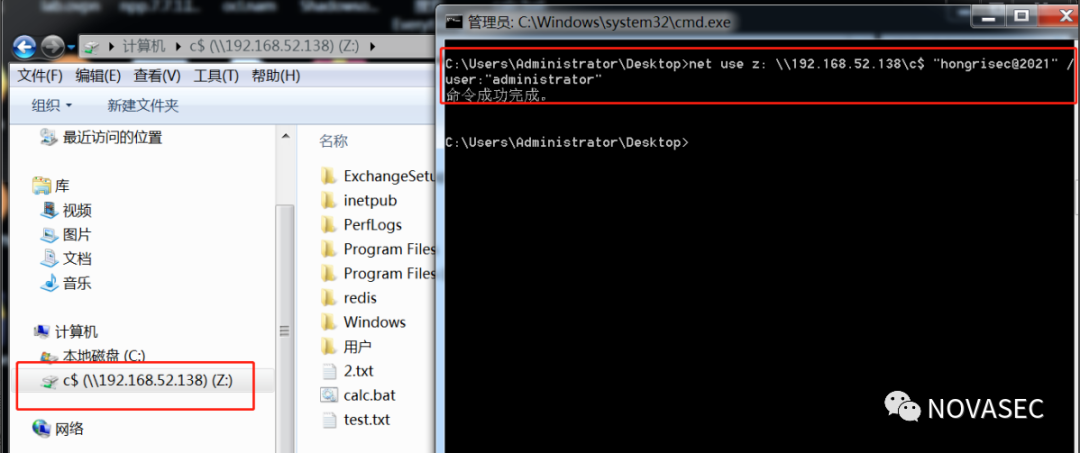 计算机 ▸ c$ (\\192.168.52.138) (Z:) ▸
文件(F) 编辑(E) 查看(V) 工具(T) 帮助(H)
组织 新建文件夹
最近访问的位置
库
视频
图片
文档
音乐
计算机
本地磁盘 (C:)
c$ (\\192.168.52.138) (Z:)
网络
名称
ExchangeSetu
inetpub
PerfLogs
Program Files
Program Files
redis
Windows
用户
2.txt
calc.bat
test.txt
管理员: C:\Windows\system32\cmd.exe
C:\Users\Administrator\Desktop>net use z: \\192.168.52.138\c$ "hongrisec@2021" /
user:"administrator"
命令成功完成。
C:\Users\Administrator\Desktop>
NOVASEC